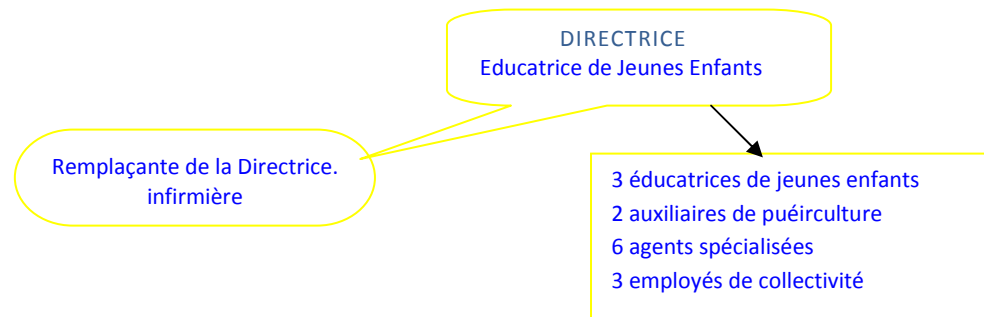 DIRECTRICE
Educatrice de Jeunes Enfants
Remplaçante de la Directrice.
infirmière
3 éducatrices de jeunes enfants
2 auxiliaires de puéirculture
6 agents spécialisées
3 employés de collectivité